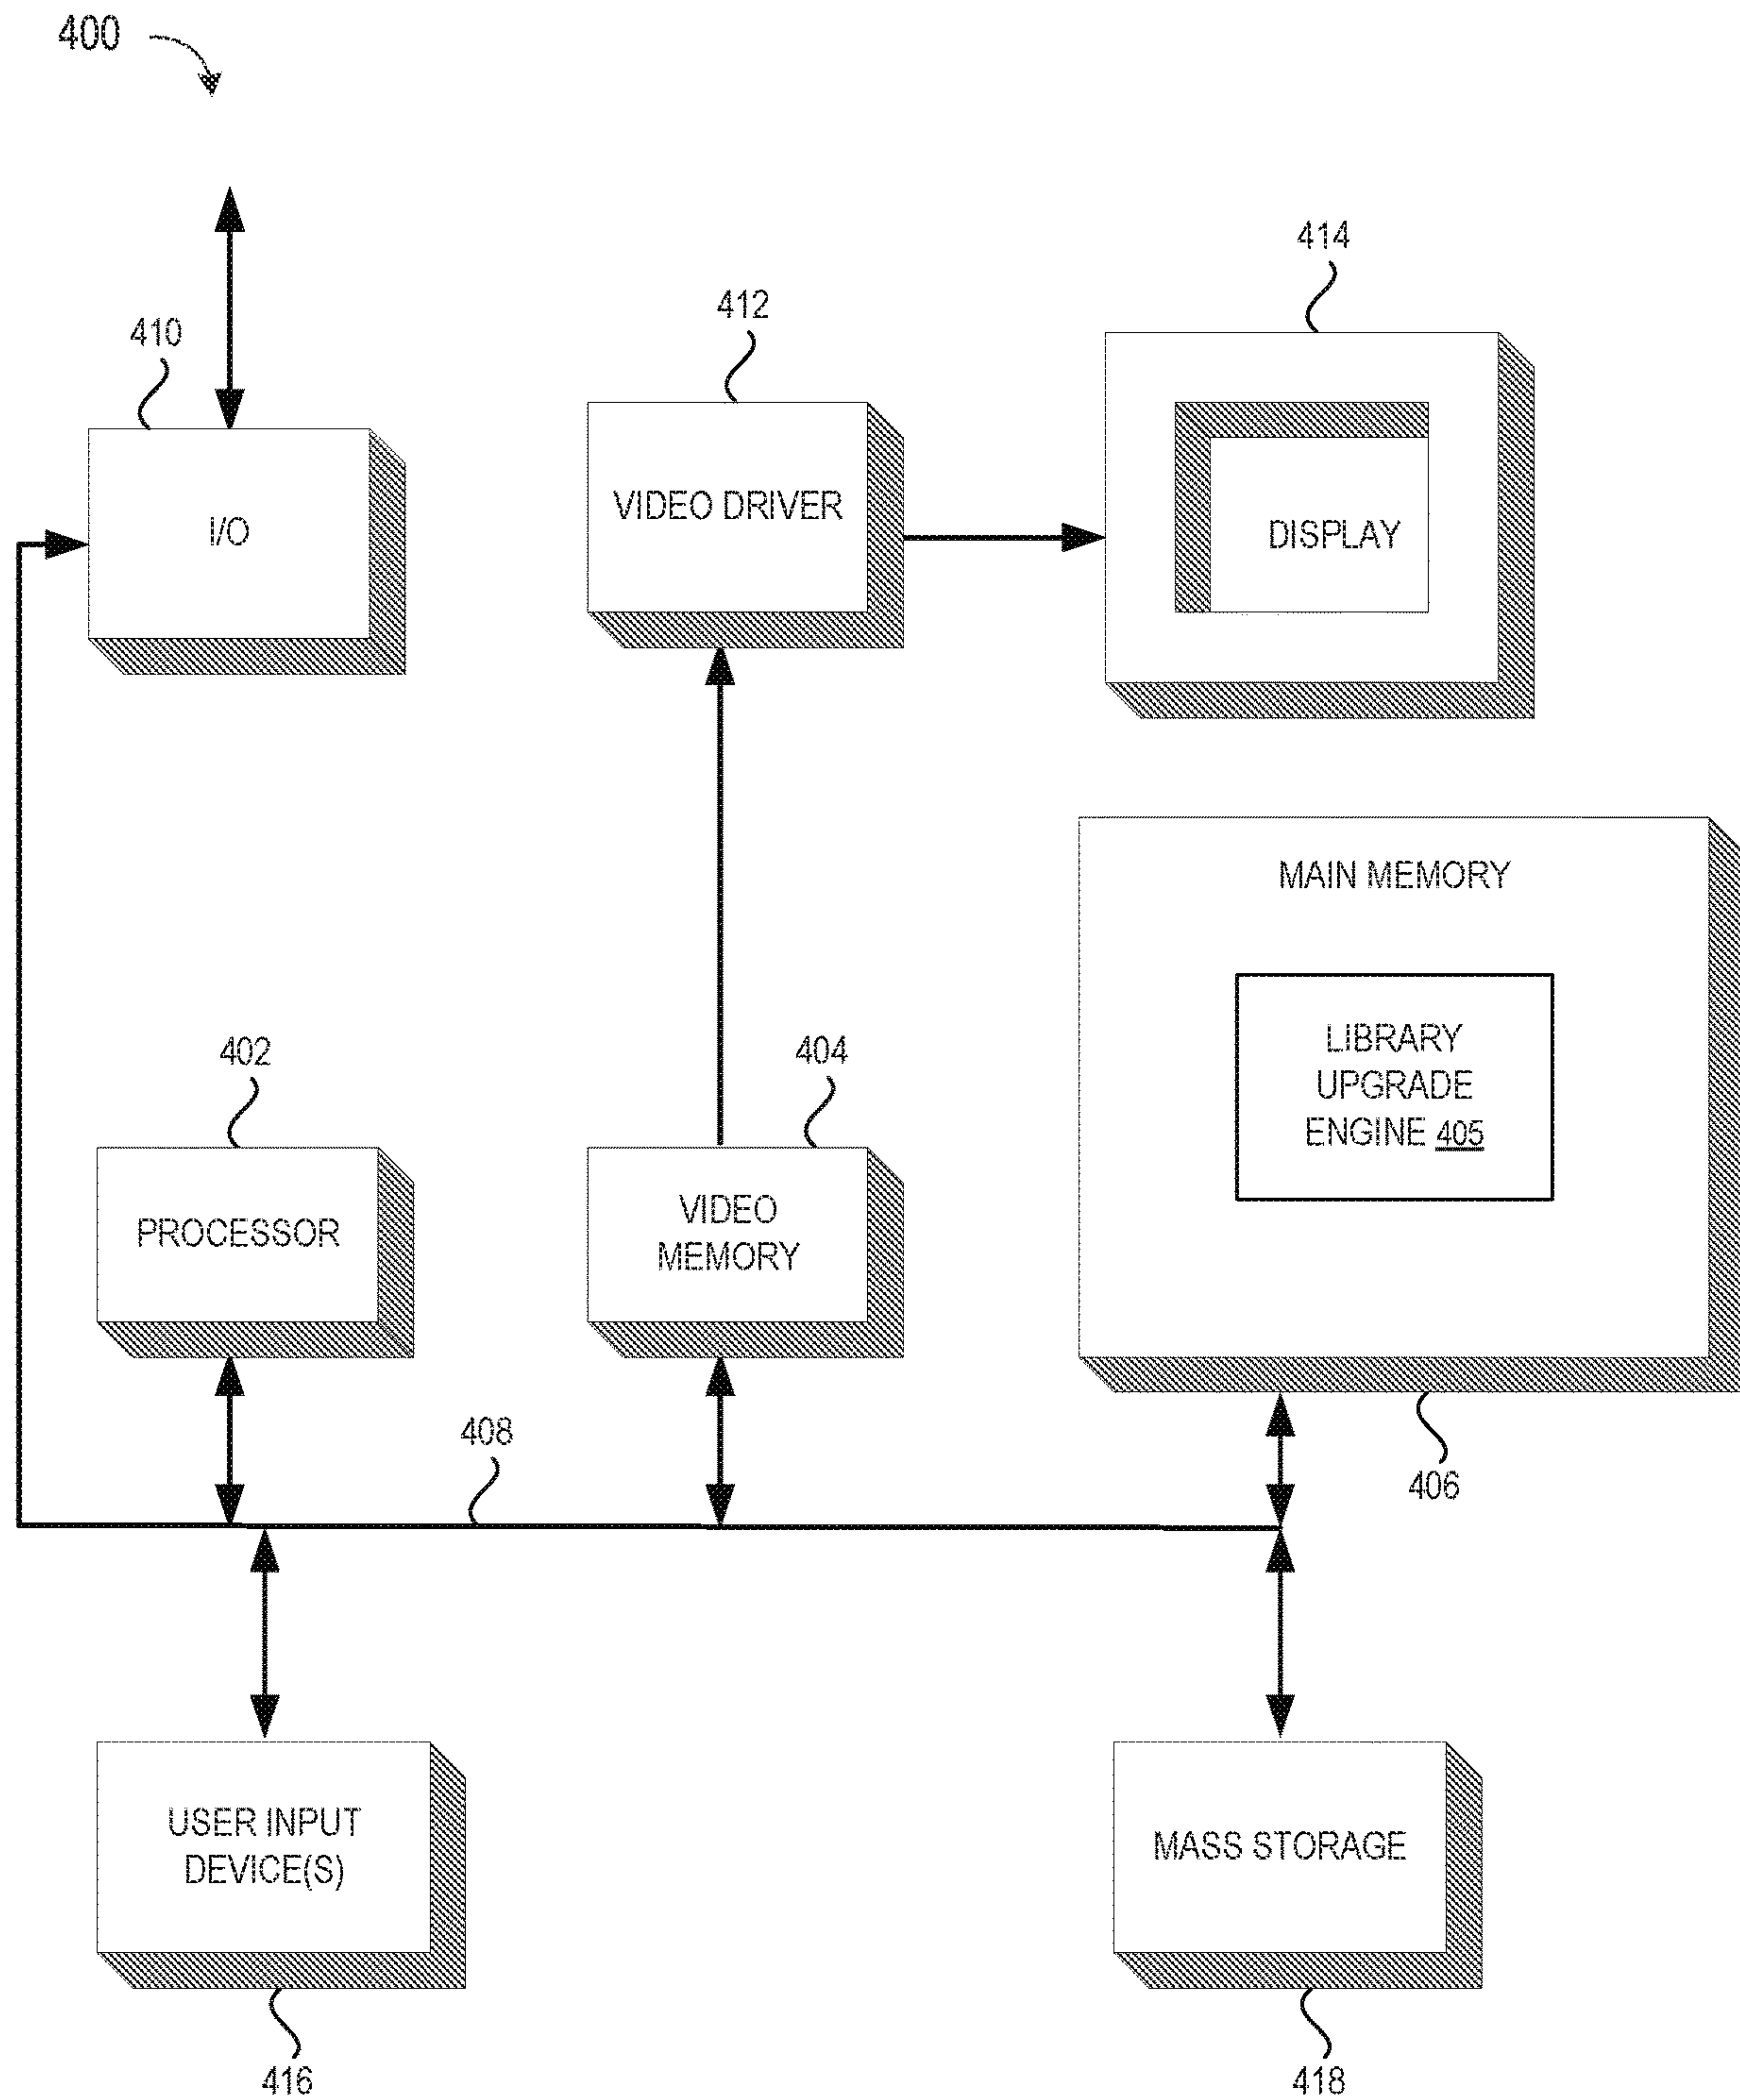 400
414
412
410
VIDEO DRIVER
I/O
DISPLAY
MAIN MEMORY
LIBRARY
UPGRADE
ENGINE 405
402
404
PROCESSOR
VIDEO
MEMORY
408
406
USER INPUT
DEVICE(S)
MASS STORAGE
416
418